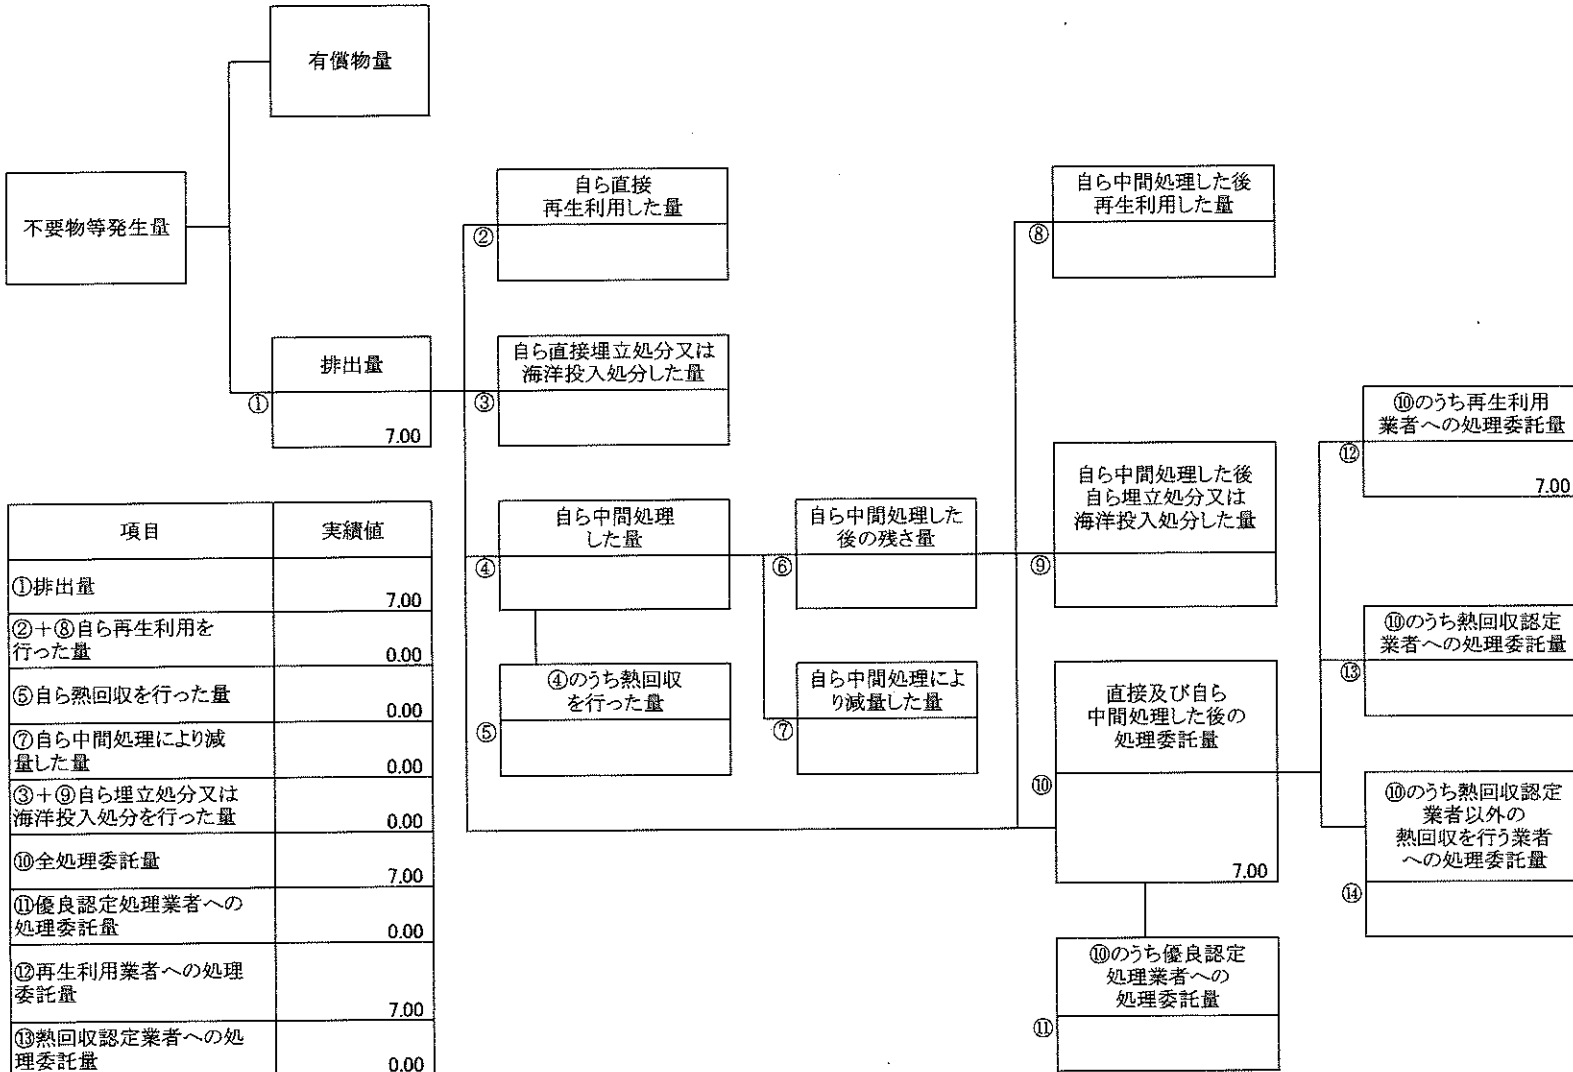 有償物量
不要物等発生量
排出量
①
7.00
自ら直接
再生利用した量
②
自ら直接埋立処分又は
海洋投入処分した量
③
自ら中間処理
した量
④
④のうち熱回収
を行った量
⑤
自ら中間処理した
後の残さ量
⑥
自ら中間処理によ
り減量した量
⑦
自ら中間処理した後
再生利用した量
⑧
自ら中間処理した後
自ら埋立処分又は
海洋投入処分した量
⑨
直接及び自ら
中間処理した後の
処理委託量
⑩
7.00
⑩のうち優良認定
処理業者への
処理委託量
⑪
⑩のうち再生利用
業者への処理委託量
⑫
7.00
⑩のうち熱回収認定
業者への処理委託量
⑬
⑩のうち熱回収認定
業者以外の
熱回収を行う業者
への処理委託量
⑭
項目 実績値
①排出量 7.00
②+⑧自ら再生利用を
行った量 0.00
⑤自ら熱回収を行った量 0.00
⑦自ら中間処理により減
量した量 0.00
③+⑨自ら埋立処分又は
海洋投入処分を行った量 0.00
⑩全処理委託量 7.00
⑪優良認定処理業者への
処理委託量 0.00
⑫再生利用業者への処理
委託量 7.00
⑬熱回収認定業者への処
理委託量 0.00